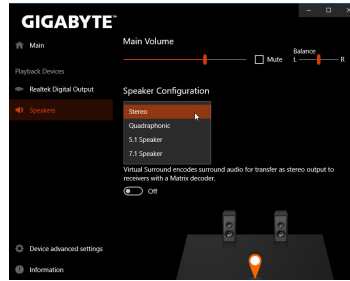 GIGABYTE™
Main
Playback Devices
Realtek Digital Output
Speakers
Device advanced settings
Information
Main Volume
Mute
Balance
L R
Speaker Configuration
Stereo
Quadraphonic
5.1 Speaker
7.1 Speaker
Virtual Surround encodes surround audio for transfer as stereo output to
receivers with a Matrix decoder.
Off